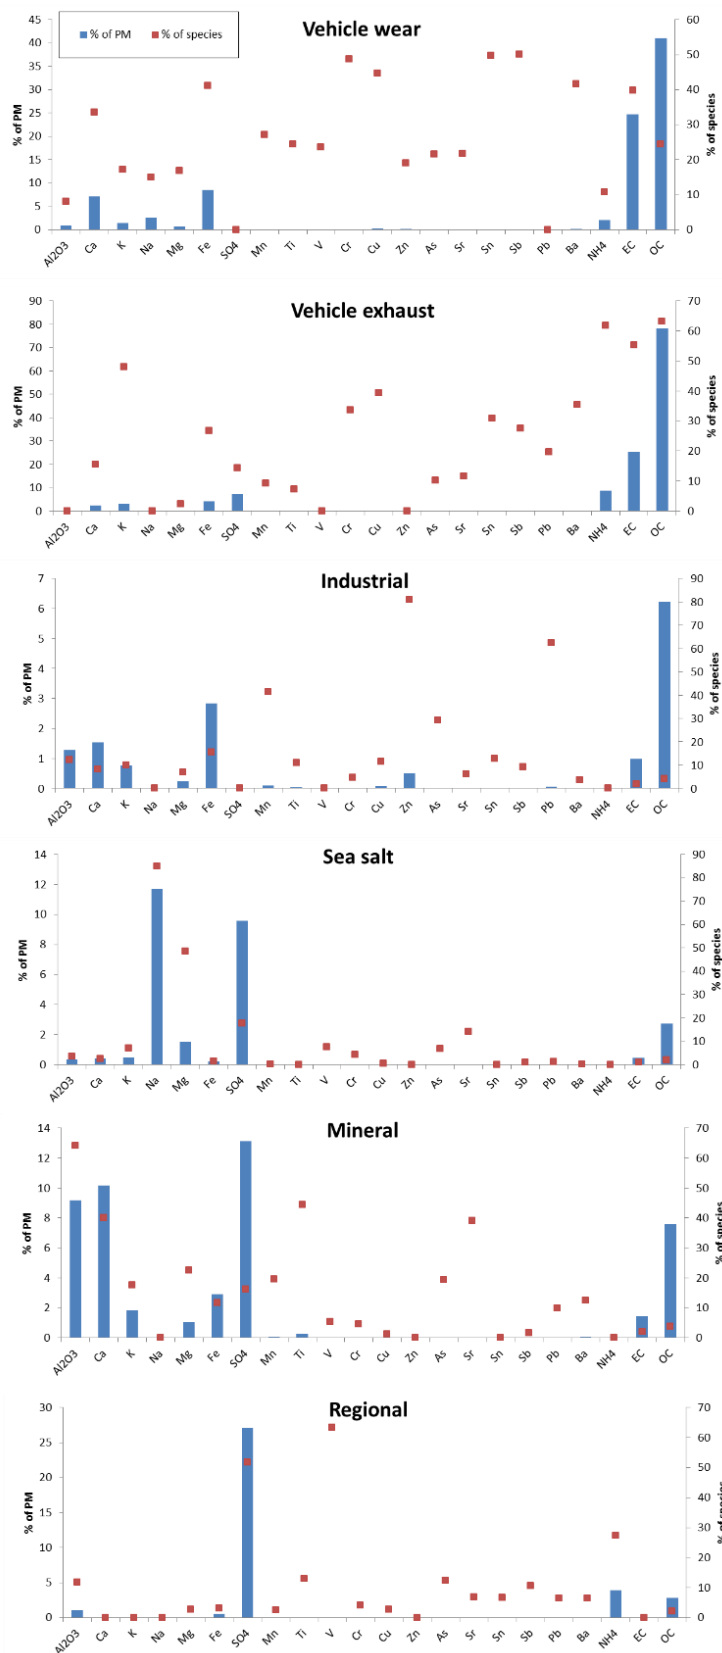 Vehicle wear
% of PM % of species
45 40 35 30 25 20 15 10 5 0
% of PM
60 50 40 30 20 10 0
% of species
Al2O3 Ca K Na Mg Fe SO4 Mn Ti V Cr Cu Zn As Sr Sn Sb Pb Ba NH4 EC OC
Vehicle exhaust
90 80 70 60 50 40 30 20 10 0
% of PM
70 60 50 40 30 20 10 0
% of species
Al2O3 Ca K Na Mg Fe SO4 Mn Ti V Cr Cu Zn As Sr Sn Sb Pb Ba NH4 EC OC
Industrial
7 6 5 4 3 2 1 0
% of PM
90 80 70 60 50 40 30 20 10 0
% of species
Al2O3 Ca K Na Mg Fe SO4 Mn Ti V Cr Cu Zn As Sr Sn Sb Pb Ba NH4 EC OC
Sea salt
14 12 10 8 6 4 2 0
% of PM
90 80 70 60 50 40 30 20 10 0
% of species
Al2O3 Ca K Na Mg Fe SO4 Mn Ti V Cr Cu Zn As Sr Sn Sb Pb Ba NH4 EC OC
Mineral
14 12 10 8 6 4 2 0
% of PM
70 60 50 40 30 20 10 0
% of species
Al2O3 Ca K Na Mg Fe SO4 Mn Ti V Cr Cu Zn As Sr Sn Sb Pb Ba NH4 EC OC
Regional
30 25 20 15 10 5 0
% of PM
70 60 50 40 30 20 10 0
% of species
Al2O3 Ca K Na Mg Fe SO4 Mn Ti V Cr Cu Zn As Sr Sn Sb Pb Ba NH4 EC OC